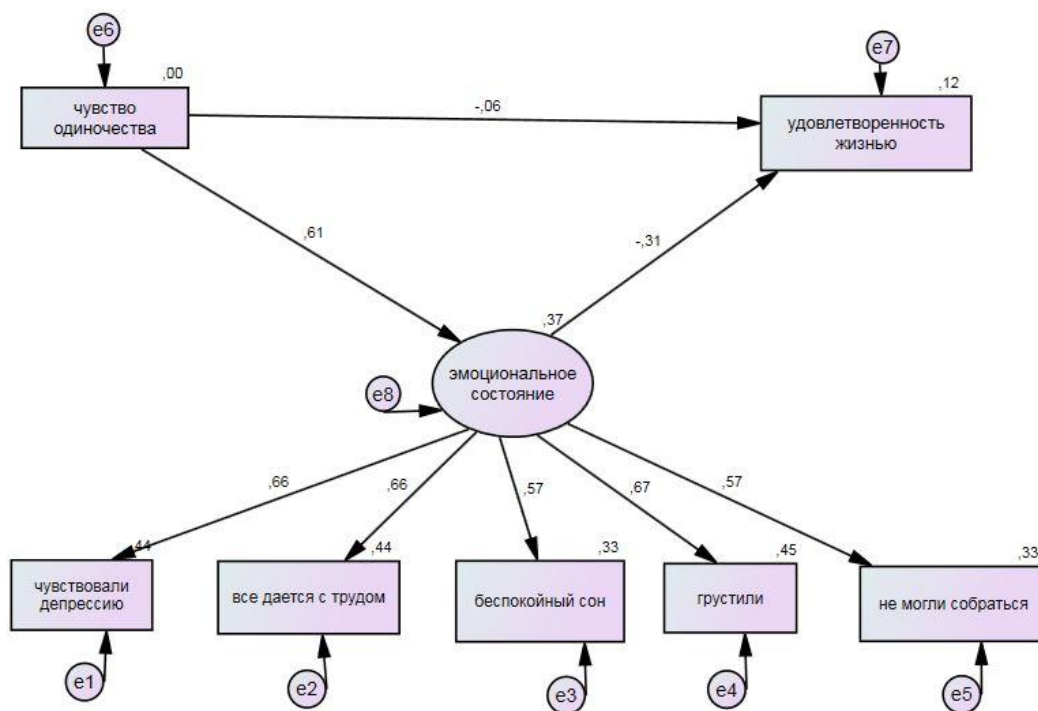 e6
,00
чувство
одиночества
-,06
e7
,12
удовлетворенность
жизнью
,61
-,31
,37
эмоциональное
состояние
e8
,66
,66
,57
,67
,57
,44
чувствовали
депрессию
,44
все дается с трудом
,33
беспокойный сон
,45
грустили
,33
не могли собраться
e1
e2
e3
e4
e5